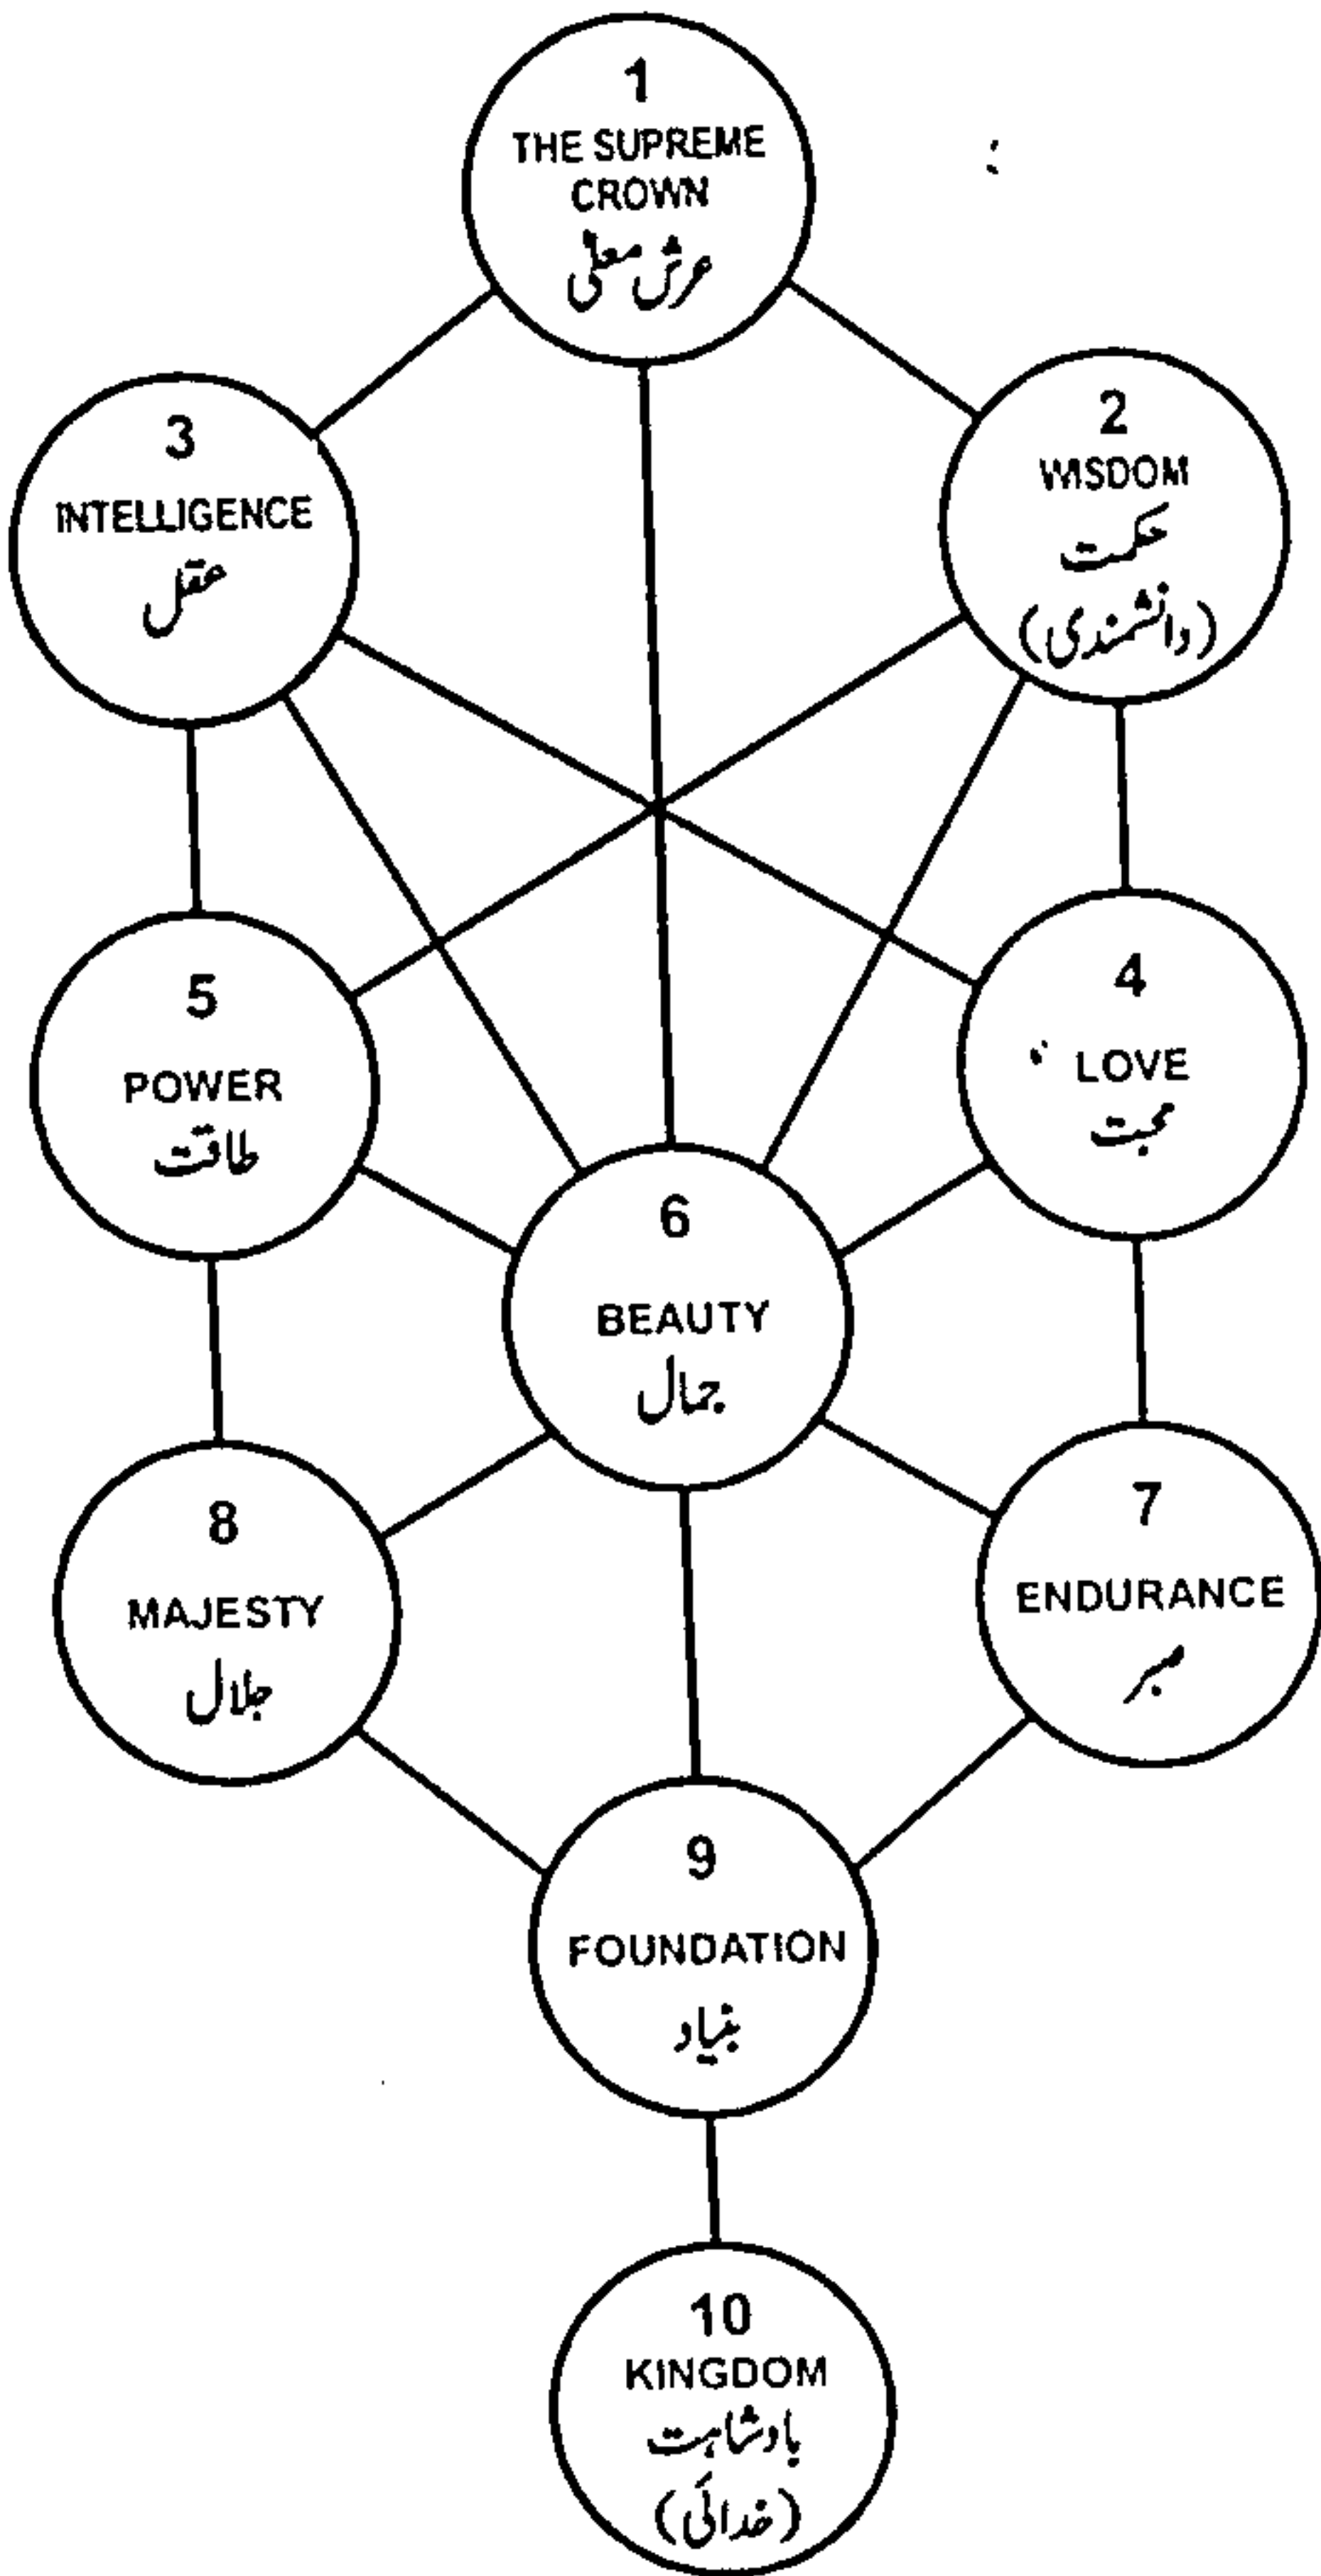 1
THE SUPREME
CROWN
عرش معلیٰ
2
WISDOM
حکمت
(دانشمندی)
3
INTELLIGENCE
عقل
4
LOVE
محبت
5
POWER
طاقت
6
BEAUTY
جمال
7
ENDURANCE
صبر
8
MAJESTY
جلال
9
FOUNDATION
بنیاد
10
KINGDOM
بادشاہت
(خدائی)